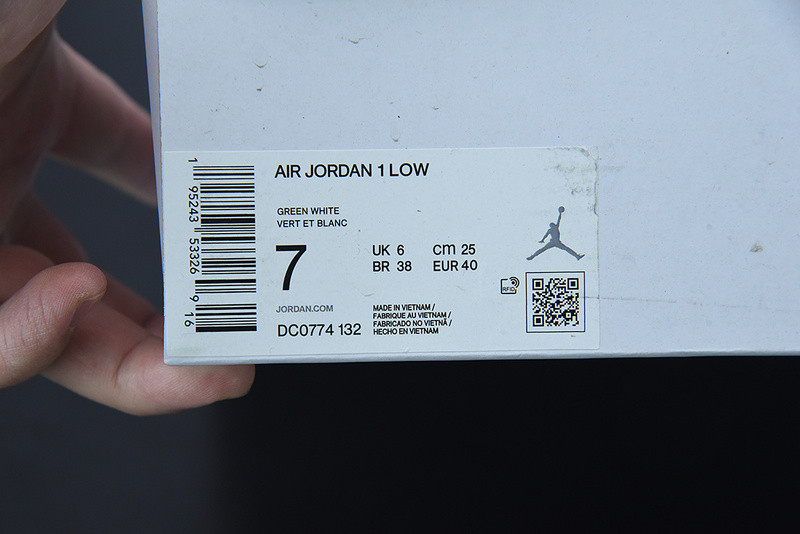 AIR JORDAN 1 LOW
GREEN WHITE
VERT ET BLANC
7
UK 6 cm 25
BR 38 EUR 40
RFID
JORDAN.COM
DC0774 132
MADE IN VIETNAM /
FABRIQUE AU VIETNAM /
FABRICADO NO VIETNÃ /
HECHO EN VIETNAM
1 95243 53326 9 16